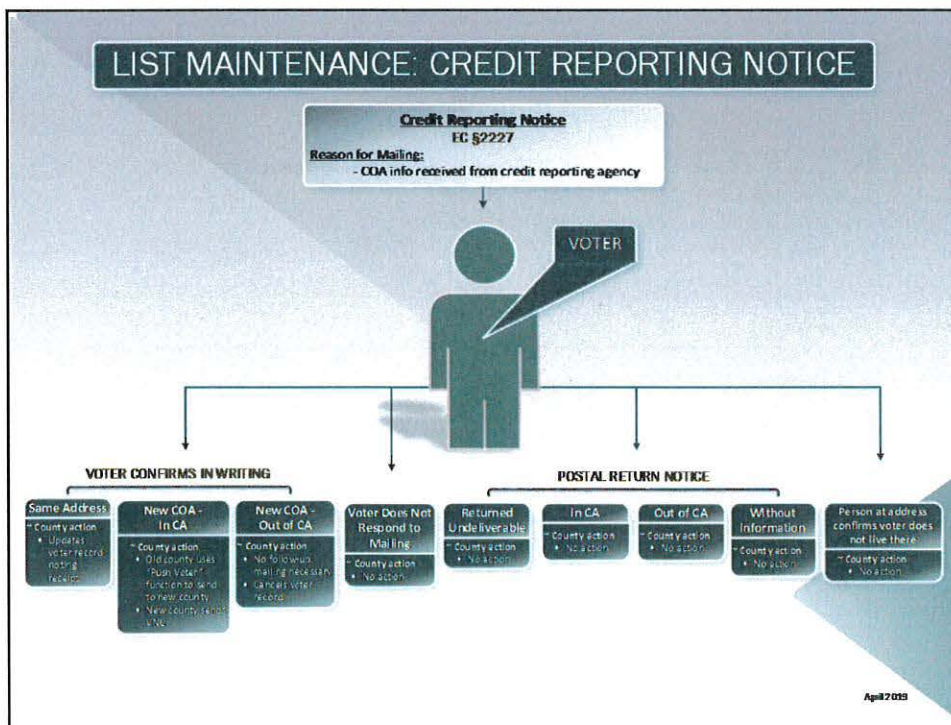 LIST MAINTENANCE: CREDIT REPORTING NOTICE
Credit Reporting Notice
EC §2227
Reason for Mailing:
- COA info received from credit reporting agency
VOTER
VOTER CONFIRMS IN WRITING
POSTAL RETURN NOTICE
Same Address
~ County action
• Updates
voter record
noting
receipt
New COA -
In CA
~ County action
• Old county uses
"Push Voter"
function to send
to new county
• New county sends
VNC
New COA -
Out of CA
~ County action
• No follow-up
mailing necessary
• Cancels voter
record
Voter Does Not
Respond to
Mailing
~ County action
• No action
Returned
Undeliverable
~ County action
• No action
In CA
~ County action
• No action
Out of CA
~ County action
• No action
Without
Information
~ County
action
• No action
Person at address
confirms voter does
not live there
~ County action
• No action
April 2019